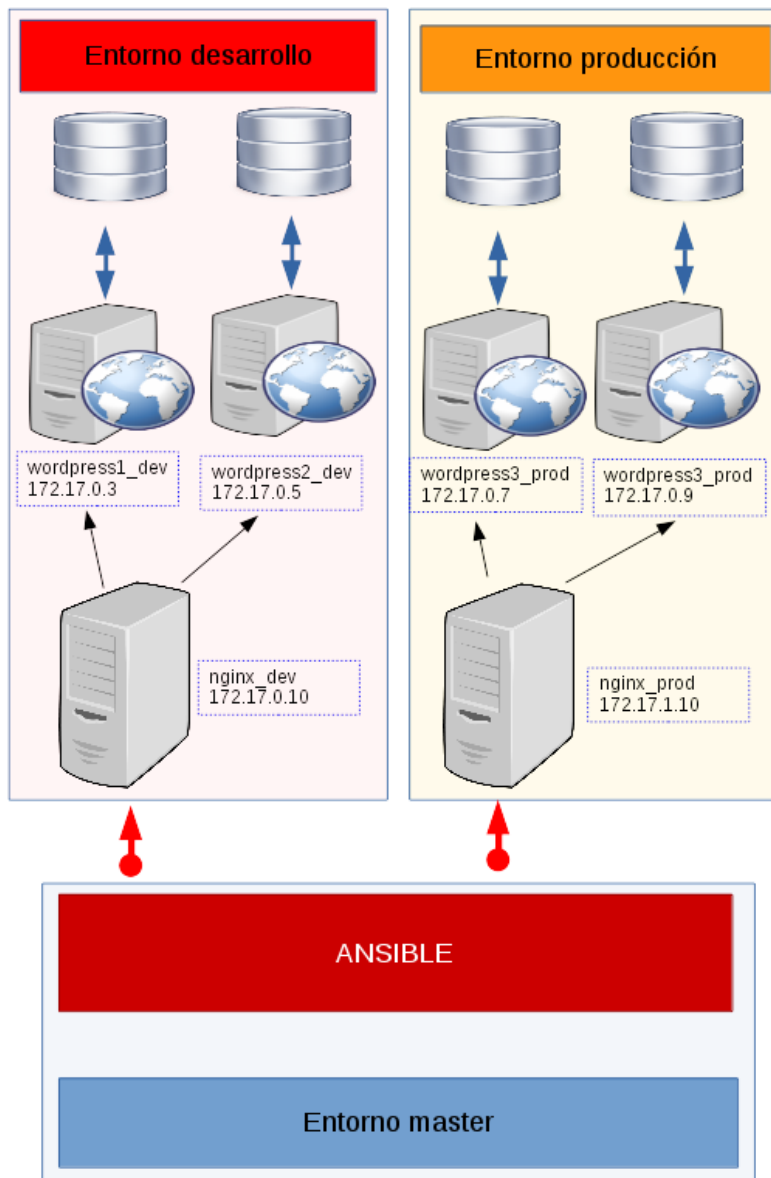 Entorno desarrollo
Entorno producción
wordpress1_dev
172.17.0.3
wordpress2_dev
172.17.0.5
wordpress3_prod
172.17.0.7
wordpress3_prod
172.17.0.9
nginx_dev
172.17.0.10
nginx_prod
172.17.1.10
ANSIBLE
Entorno master